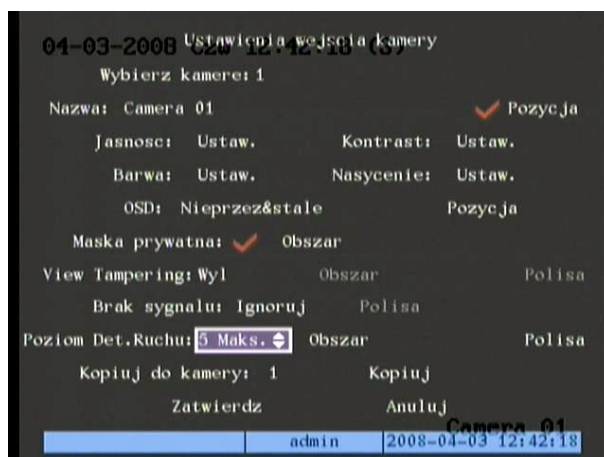 Ustawienia wejscia kamery
04-03-2008 Czw 12:42:18 (S)
Wybierz kamere: 1
Nazwa: Camera 01 Pozycja
Jasnosc: Ustaw. Kontrast: Ustaw.
Barwa: Ustaw. Nasycenie: Ustaw.
OSD: Nieprzez&stale Pozycja
Maska prywatna: Obszar
View Tampering: Wyl Obszar Polisa
Brak sygnalu: Ignoruj Polisa
Poziom Det.Ruchu: 5 Maks. Obszar Polisa
Kopiuj do kamery: 1 Kopiuj
Zatwierdz Anuluj
Camera 01
admin 2008-04-03 12:42:18